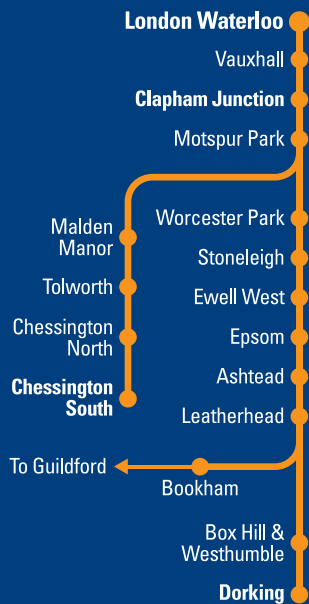 London Waterloo
Vauxhall
Clapham Junction
Motspur Park
Malden
Manor
Tolworth
Chessington
North
Chessington
South
Worcester Park
Stoneleigh
Ewell West
Epsom
Ashtead
Leatherhead
To Guildford
Bookham
Box Hill &
Westhumble
Dorking